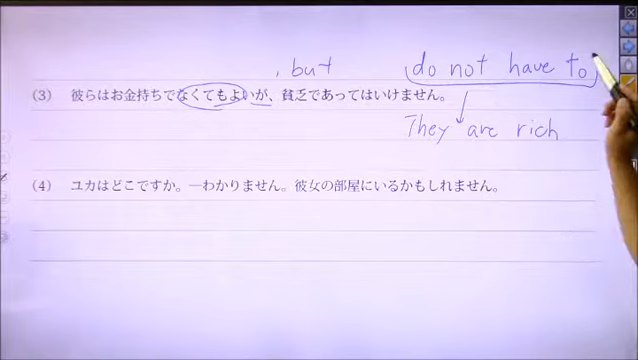 , but do not have to
(3) 彼らはお金持ちでなくてもよいが、貧乏であってはいけません。
They are rich
(4) ユカはどこですか。―わかりません。彼女の部屋にいるかもしれません。